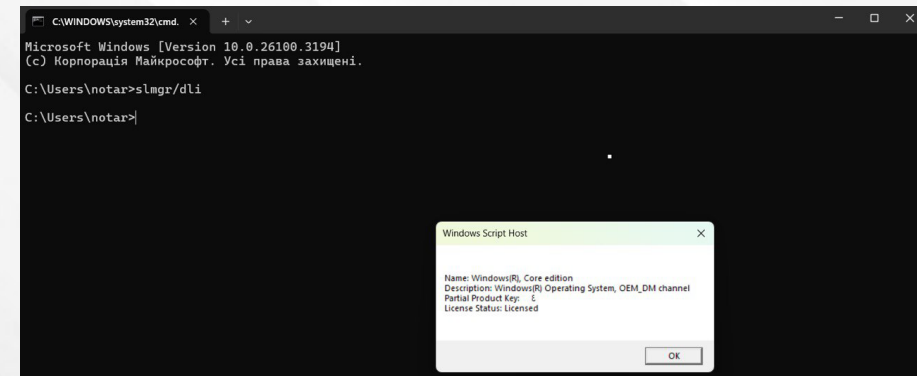 C:\WINDOWS\system32\cmd.
Microsoft Windows [Version 10.0.26100.3194]
(c) Корпорація Майкрософт. Усі права захищені.
C:\Users\notar>slmgr/dli
C:\Users\notar>
Windows Script Host
Name: Windows(R), Core edition
Description: Windows(R) Operating System, OEM_DM channel
Partial Product Key:
License Status: Licensed
OK